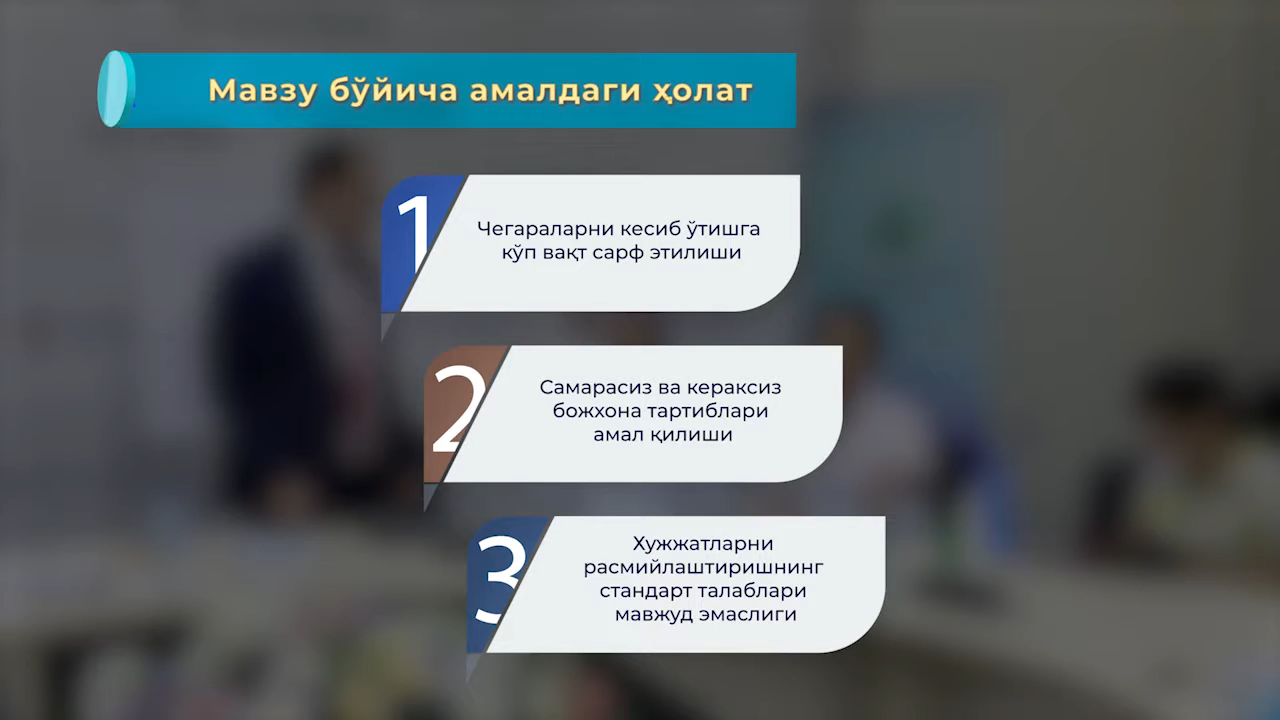 Мавзу бўйича амалдаги ҳолат
1
Чегараларни кесиб ўтишга
кўп вақт сарф этилиши
2
Самарасиз ва кераксиз
божхона тартиблари
амал қилиши
3
Хужжатларни
расмийлаштиришнинг
стандарт талаблари
мавжуд эмаслиги